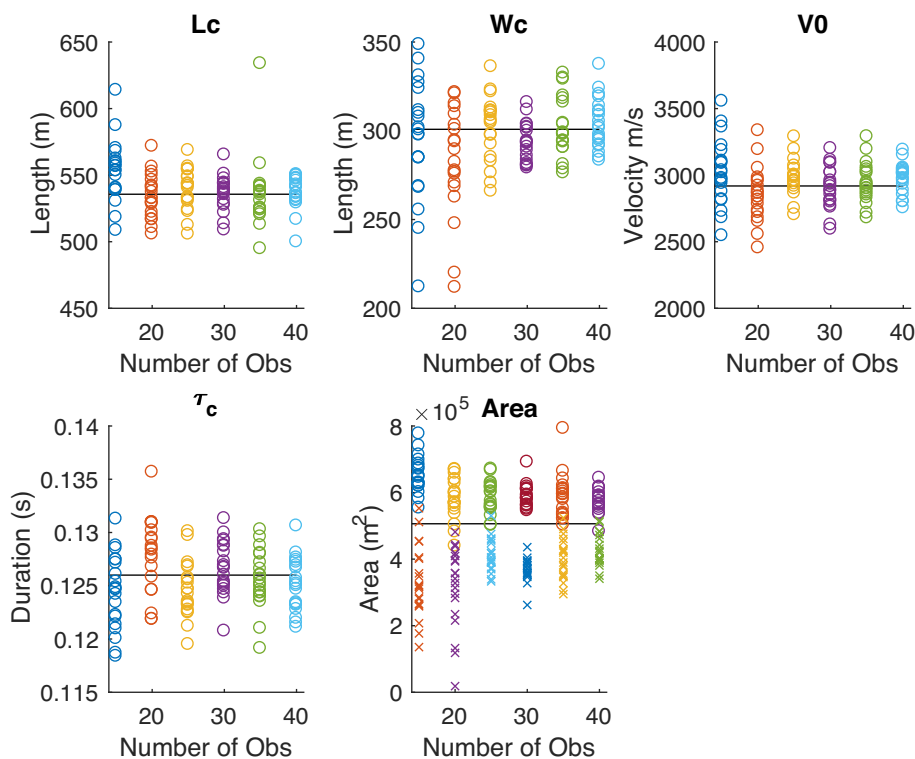 Lc
650
600
550
500
450
Length (m)
20 30 40
Number of Obs
Wc
350
300
250
200
Length (m)
20 30 40
Number of Obs
V0
4000
3500
3000
2500
2000
Velocity m/s
20 30 40
Number of Obs
τc
0.14
0.135
0.13
0.125
0.12
0.115
Duration (s)
20 30 40
Number of Obs
× 10^5 Area
8
6
4
2
0
Area (m²)
20 30 40
Number of Obs